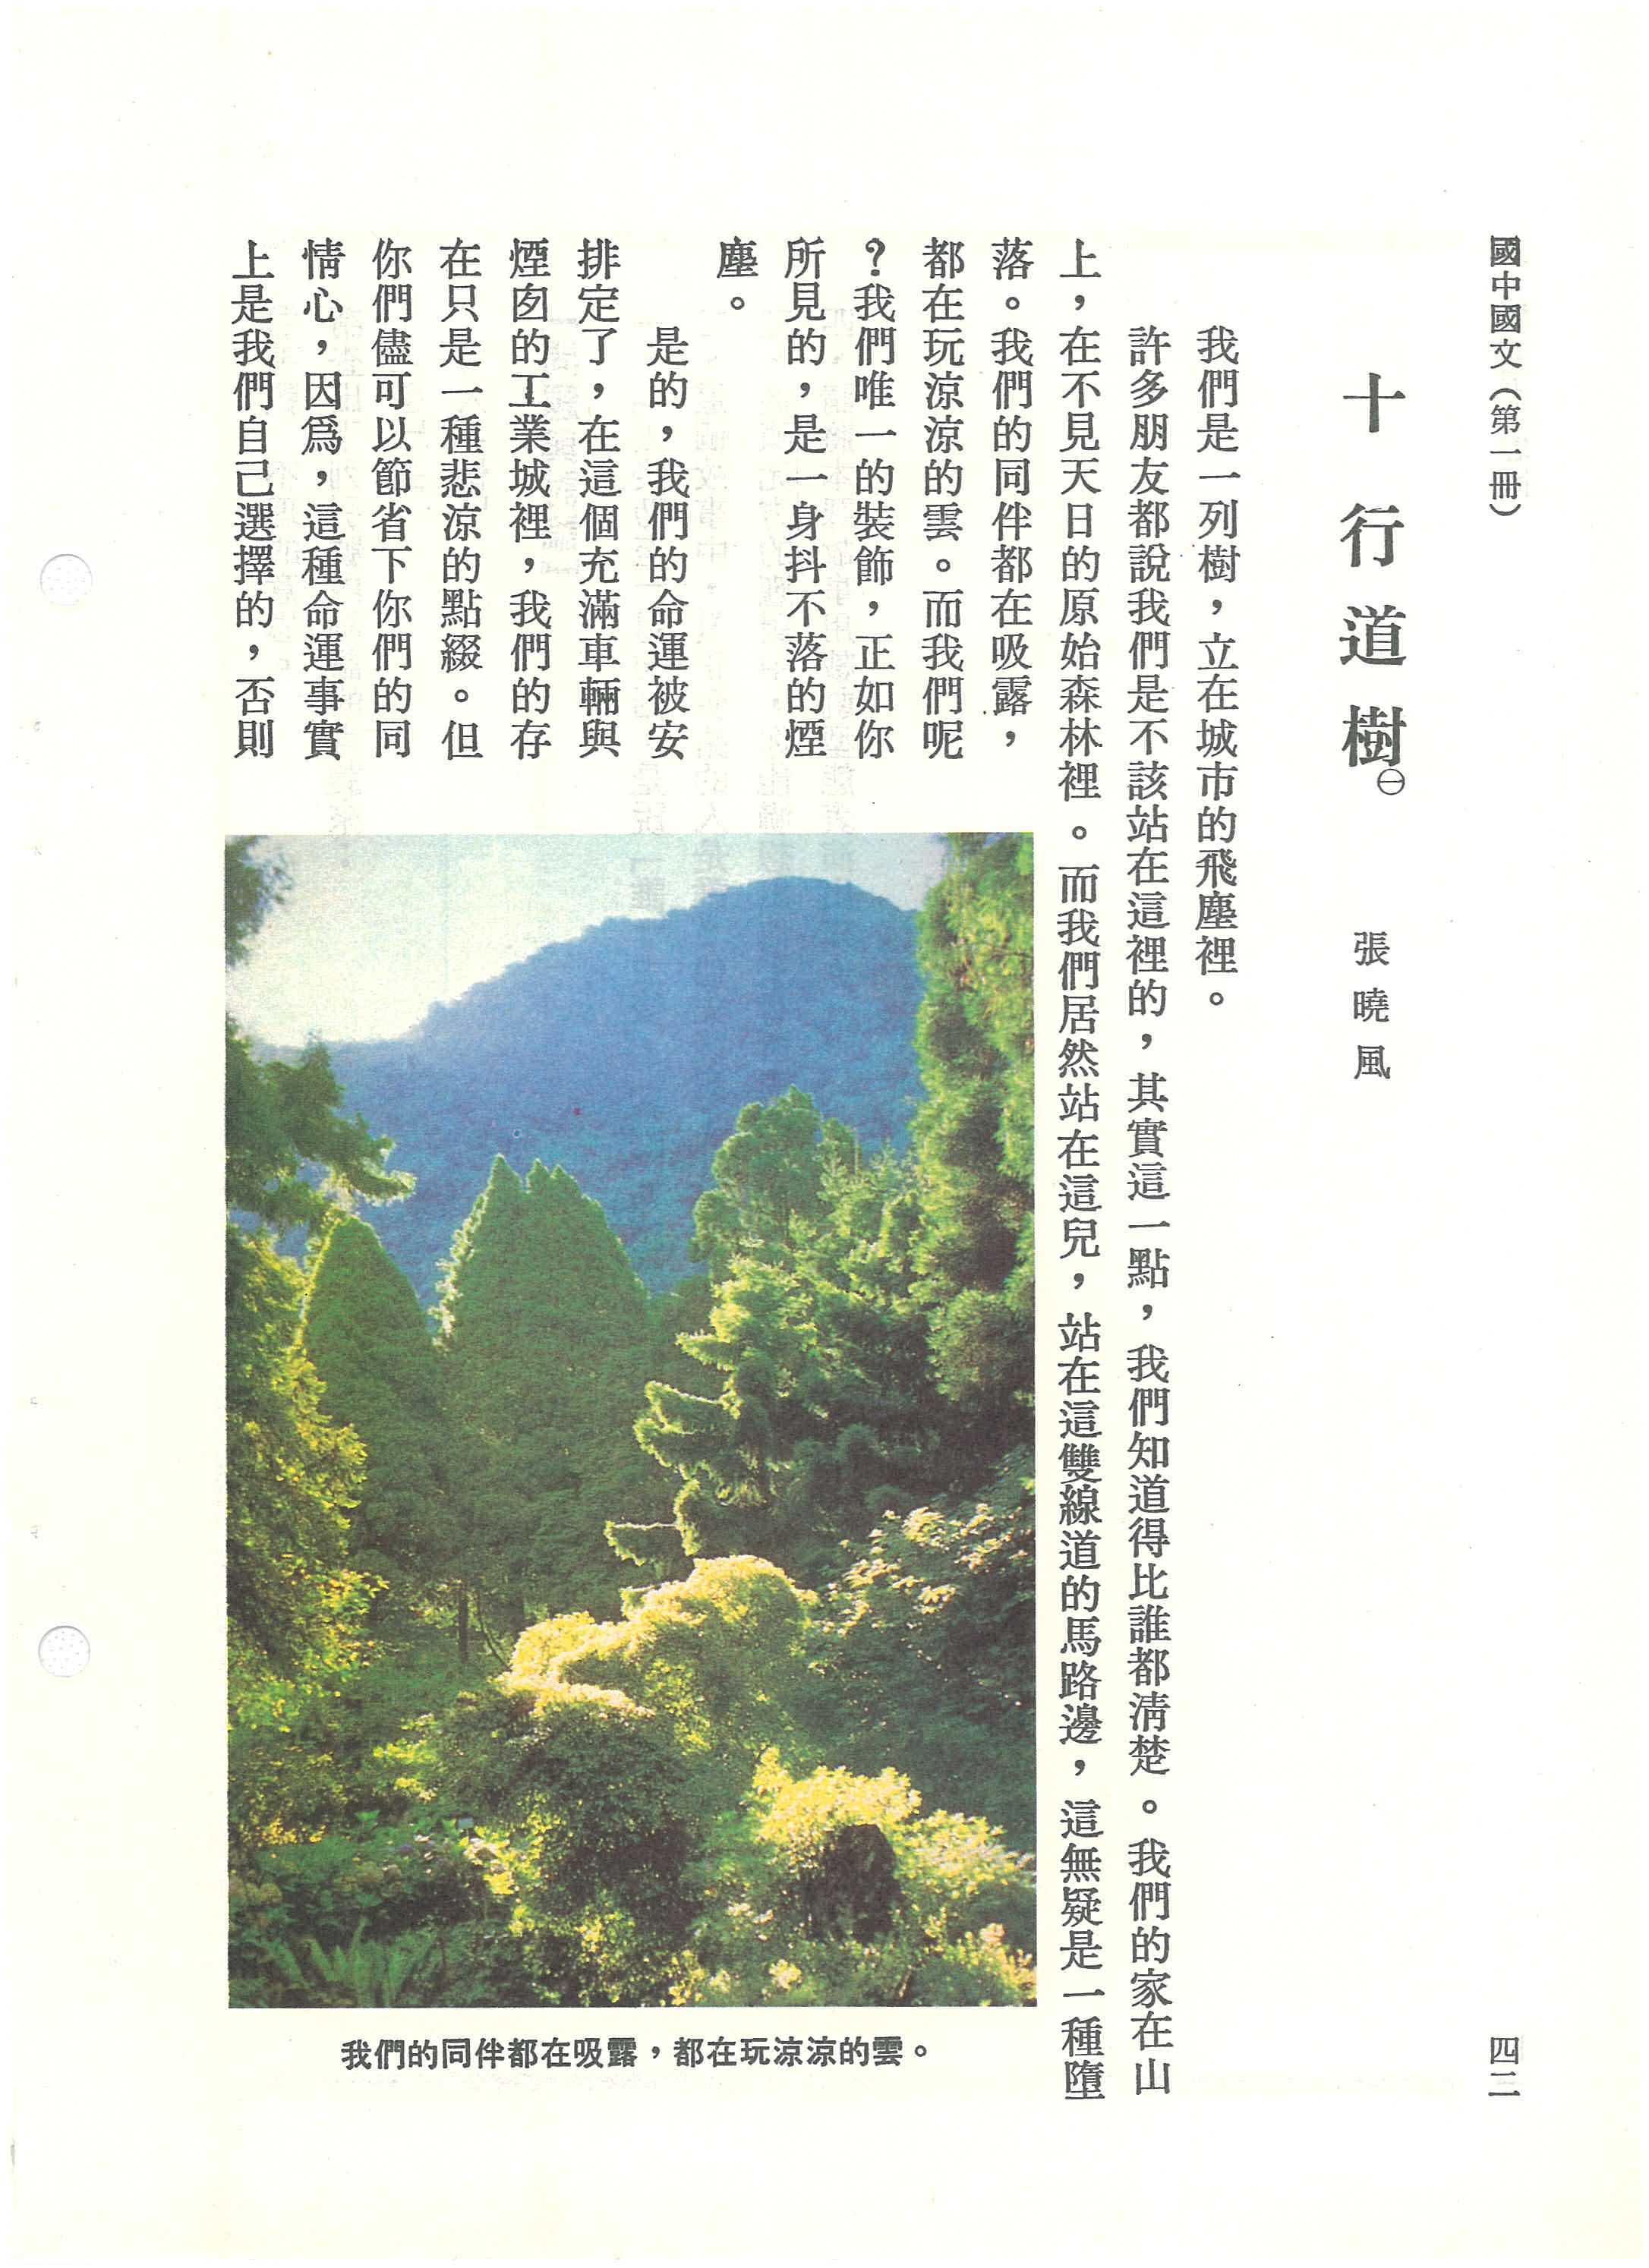 國中國文(第一冊)
四二
十 行道樹㊀
張曉風
我們是一列樹，立在城市的飛塵裡。
許多朋友都說我們是不該站在這裡的，其實這一點，我們知道得比誰都清楚。我們的家在山
上，在不見天日的原始森林裡。而我們居然站在這兒，站在這雙線道的馬路邊，這無疑是一種墮
落。我們的同伴都在吸露，
都在玩涼涼的雲。而我們呢
？我們唯一的裝飾，正如你
所見的，是一身抖不落的煙
塵。
是的，我們的命運被安
排定了，在這個充滿車輛與
煙囪的工業城裡，我們的存
在只是一種悲涼的點綴。但
你們儘可以節省下你們的同
情心，因為，這種命運事實
上是我們自己選擇的，否則
我們的同伴都在吸露，都在玩涼涼的雲。